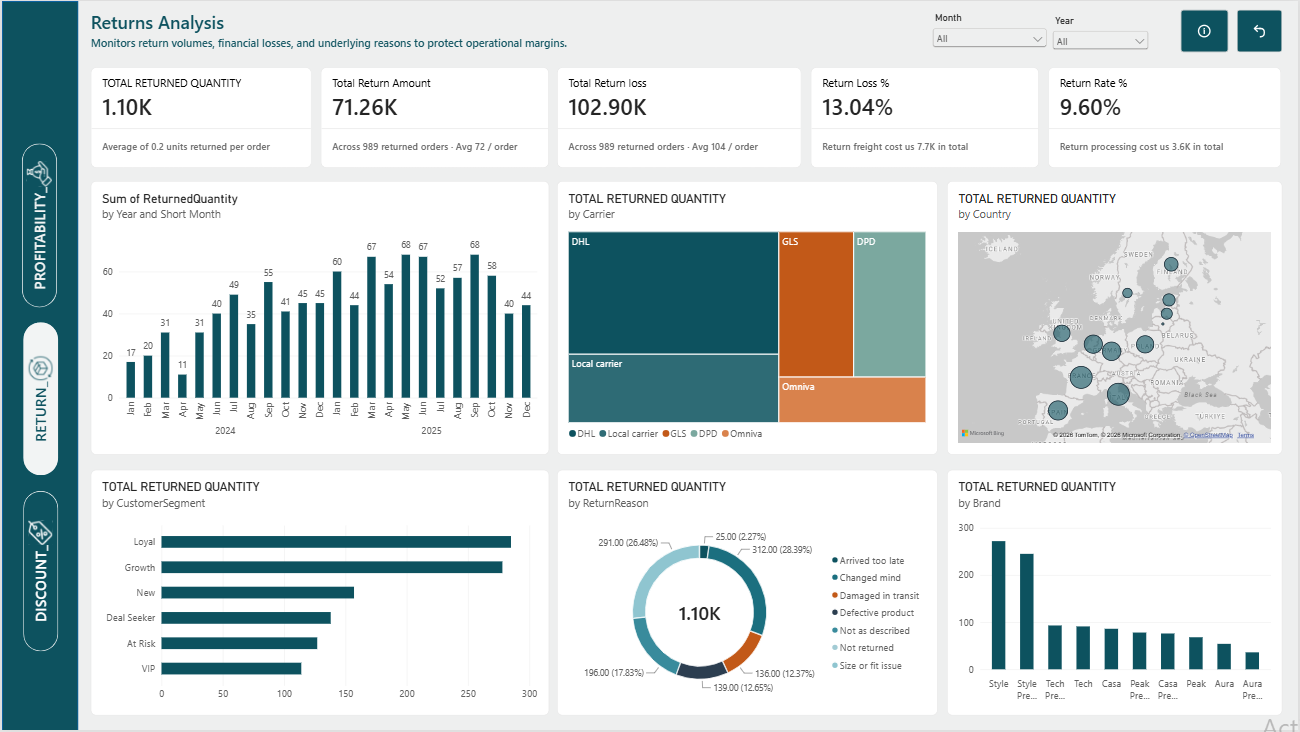 Returns Analysis
Monitors return volumes, financial losses, and underlying reasons to protect operational margins.
Month
All
Year
All
PROFITABILITY_
RETURN_
DISCOUNT_
TOTAL RETURNED QUANTITY
1.10K
Average of 0.2 units returned per order
Total Return Amount
71.26K
Across 989 returned orders · Avg 72 / order
Total Return loss
102.90K
Across 989 returned orders · Avg 104 / order
Return Loss %
13.04%
Return freight cost us 7.7K in total
Return Rate %
9.60%
Return processing cost us 3.6K in total
Sum of ReturnedQuantity
by Year and Short Month
60
40
20
0
17 20 31 11 31 40 49 35 55 41 45 45 60 44 67 54 68 67 52 57 68 58 40 44
Jan Feb Mar Apr May Jun Jul Aug Sep Oct Nov Dec Jan Feb Mar Apr May Jun Jul Aug Sep Oct Nov Dec
2024 2025
TOTAL RETURNED QUANTITY
by Carrier
DHL
Local carrier
GLS
DPD
Omniva
DHL Local carrier GLS DPD Omniva
TOTAL RETURNED QUANTITY
by Country
ICELAND
SWEDEN
FINLAND
NORWAY
DENMARK
UNITED
KINGDOM
IRELAND
BELARUS
POLAND
UKRAINE
FRANCE
AUSTRIA
ROMANIA
ITALY
Black Sea
SPAIN
PORTUGAL
GREECE
TÜRKIYE
Microsoft Bing
© 2026 TomTom, © 2026 Microsoft Corporation, © OpenStreetMap Terms
TOTAL RETURNED QUANTITY
by CustomerSegment
Loyal
Growth
New
Deal Seeker
At Risk
VIP
0 50 100 150 200 250 300
TOTAL RETURNED QUANTITY
by ReturnReason
25.00 (2.27%)
312.00 (28.39%)
136.00 (12.37%)
139.00 (12.65%)
196.00 (17.83%)
291.00 (26.48%)
1.10K
Arrived too late
Changed mind
Damaged in transit
Defective product
Not as described
Not returned
Size or fit issue
TOTAL RETURNED QUANTITY
by Brand
300
200
100
0
Style
Style Pre...
Tech Pre...
Tech
Casa
Peak Pre...
Casa Pre...
Peak
Aura
Aura Pre...
Act